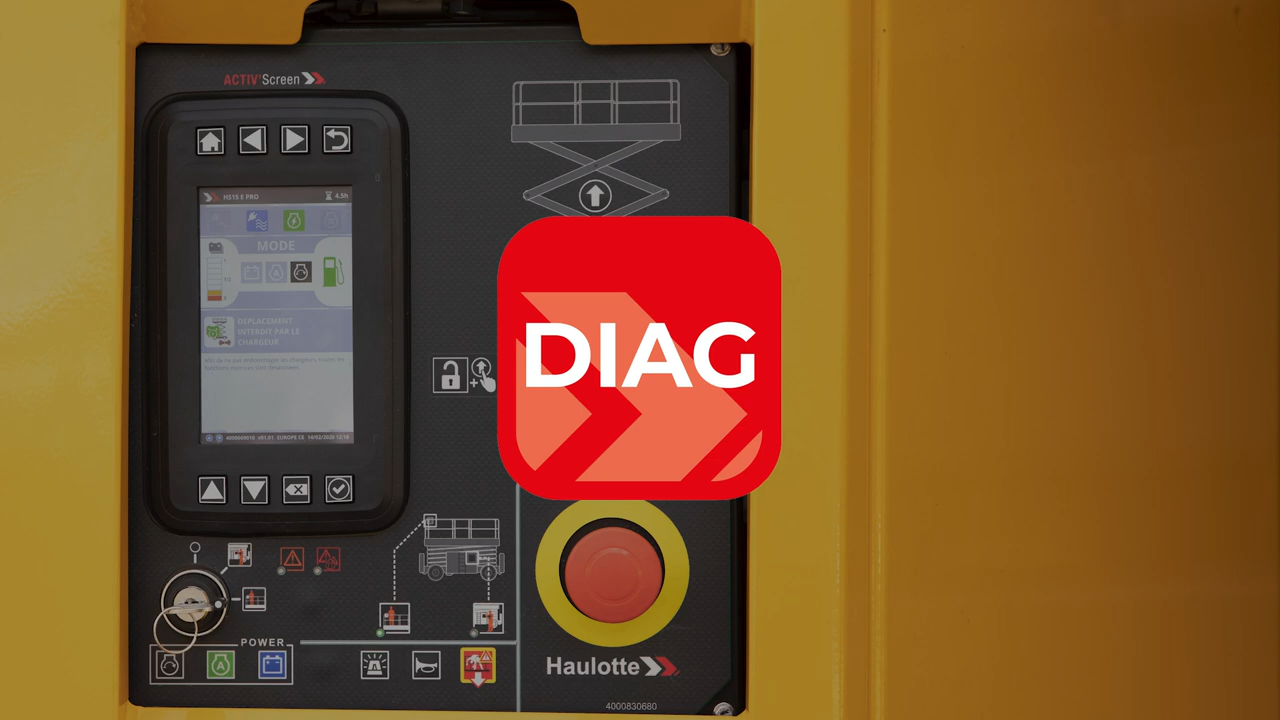 ACTIV'Screen
HS15 E PRO
4.5h
MODE
DEPLACEMENT
INTERDIT PAR LE
CHARGEUR
DIAG
POWER
Haulotte
4000830680